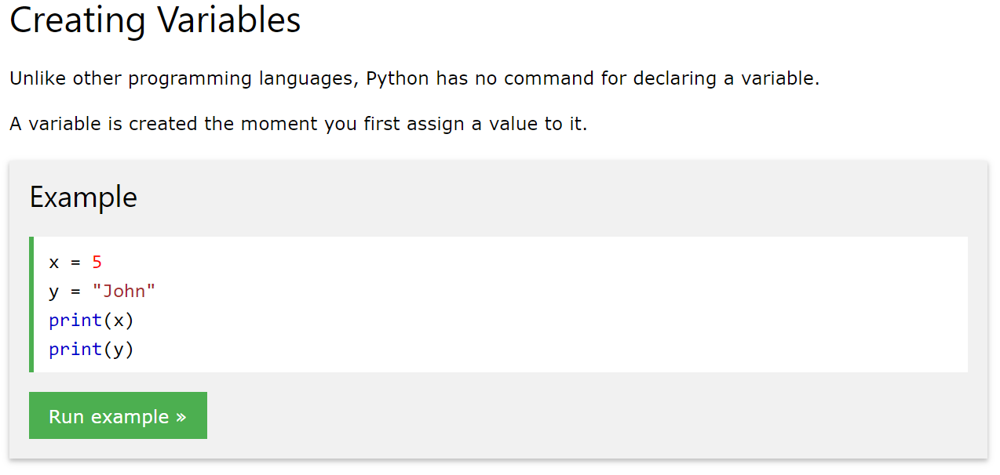 Creating Variables
Unlike other programming languages, Python has no command for declaring a variable.
A variable is created the moment you first assign a value to it.
Example
x = 5
y = "John"
print(x)
print(y)
Run example »